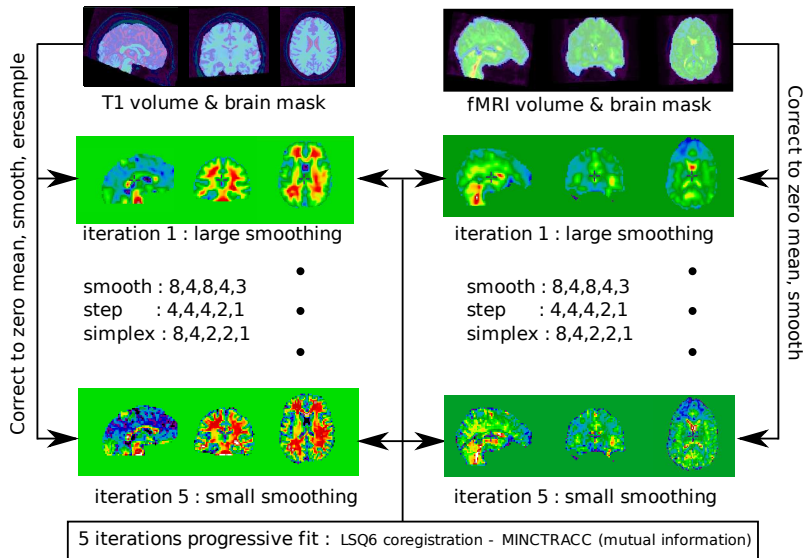 T1 volume & brain mask
fMRI volume & brain mask
Correct to zero mean, smooth, eresample
Correct to zero mean, smooth
iteration 1 : large smoothing
iteration 1 : large smoothing
smooth : 8,4,8,4,3
step : 4,4,4,2,1
simplex : 8,4,2,2,1
smooth : 8,4,8,4,3
step : 4,4,4,2,1
simplex : 8,4,2,2,1
iteration 5 : small smoothing
iteration 5 : small smoothing
5 iterations progressive fit : LSQ6 coregistration - MINCTRACC (mutual information)